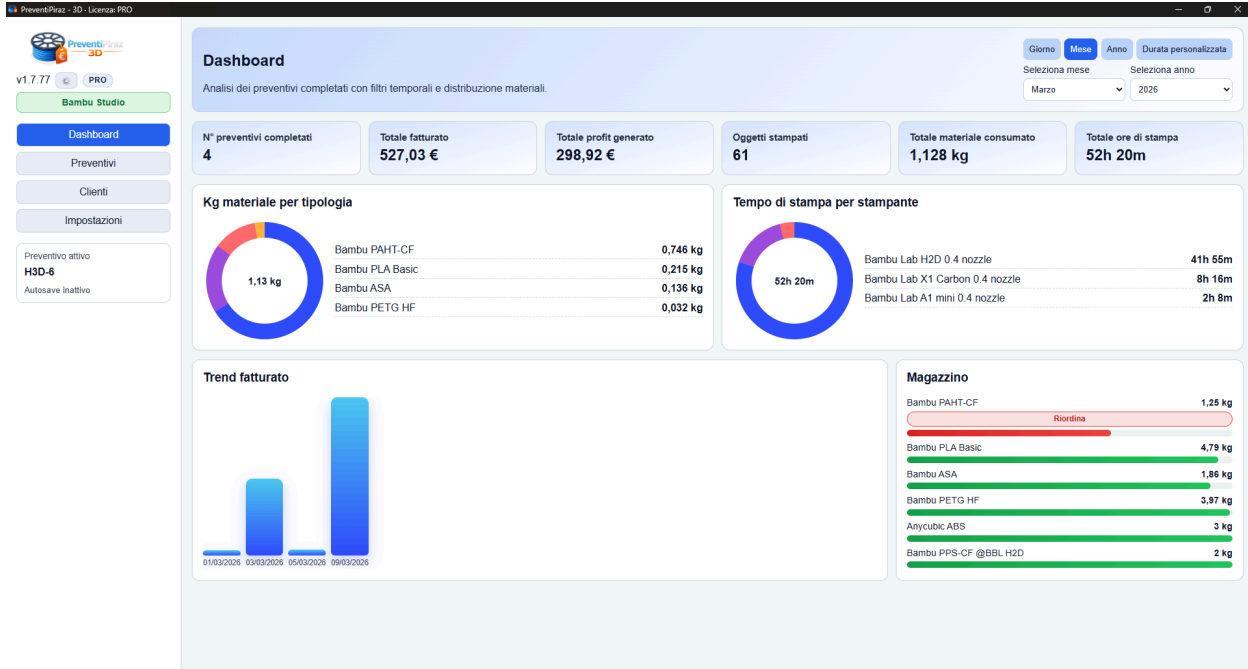 PreventiPiraz - 3D - Licenza: PRO
PreventiPiraz
3D
v1.7.77
PRO
Bambu Studio
Dashboard
Preventivi
Clienti
Impostazioni
Preventivo attivo
H3D-6
Autosave inattivo
Dashboard
Analisi dei preventivi completati con filtri temporali e distribuzione materiali.
Giorno Mese Anno Durata personalizzata
Seleziona mese Seleziona anno
Marzo 2026
N° preventivi completati
4
Totale fatturato
527,03 €
Totale profit generato
298,92 €
Oggetti stampati
61
Totale materiale consumato
1,128 kg
Totale ore di stampa
52h 20m
Kg materiale per tipologia
1,13 kg
Bambu PAHT-CF 0,746 kg
Bambu PLA Basic 0,215 kg
Bambu ASA 0,136 kg
Bambu PETG HF 0,032 kg
Tempo di stampa per stampante
52h 20m
Bambu Lab H2D 0.4 nozzle 41h 55m
Bambu Lab X1 Carbon 0.4 nozzle 8h 16m
Bambu Lab A1 mini 0.4 nozzle 2h 8m
Trend fatturato
01/03/2026 03/03/2026 05/03/2026 09/03/2026
Magazzino
Bambu PAHT-CF 1,25 kg
Riordina
Bambu PLA Basic 4,79 kg
Bambu ASA 1,86 kg
Bambu PETG HF 3,97 kg
Anycubic ABS 3 kg
Bambu PPS-CF @BBL H2D 2 kg